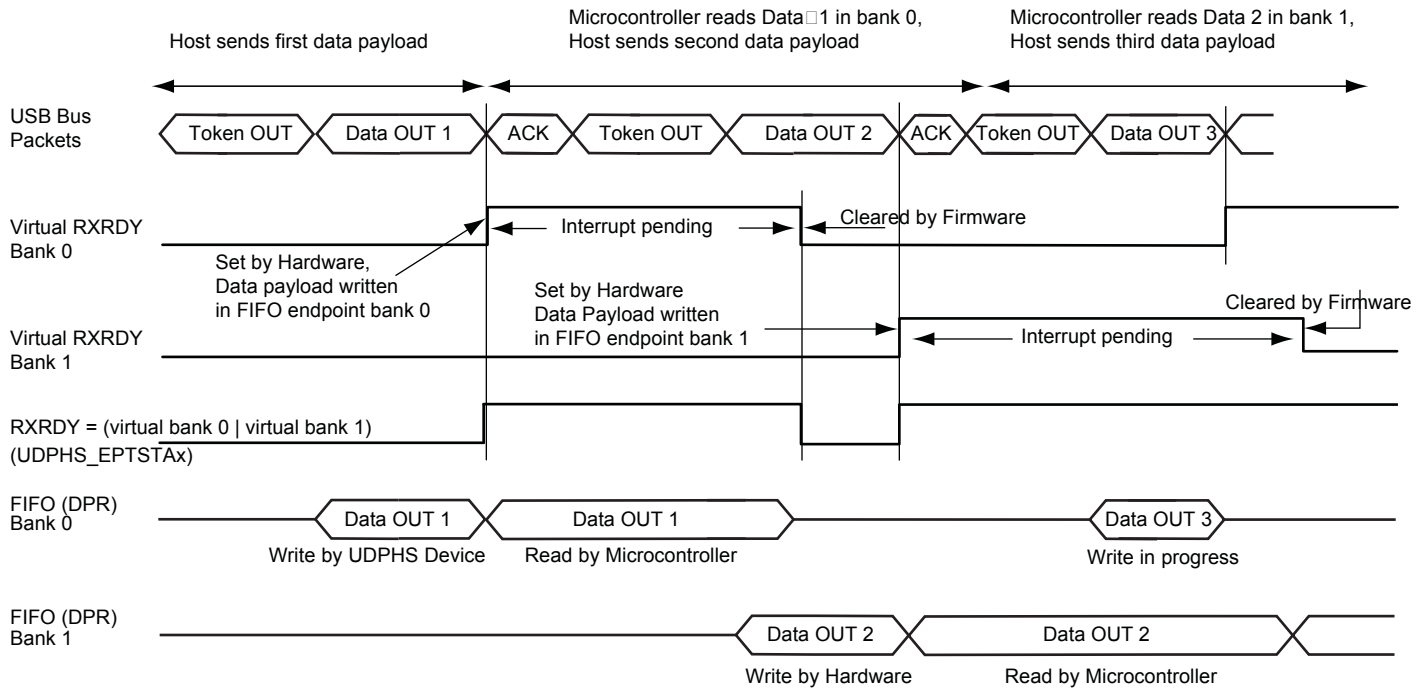 Host sends first data payload
Microcontroller reads Data□1 in bank 0,
Host sends second data payload
Microcontroller reads Data 2 in bank 1,
Host sends third data payload
USB Bus
Packets
Token OUT
Data OUT 1
ACK
Token OUT
Data OUT 2
ACK
Token OUT
Data OUT 3
Virtual RXRDY
Bank 0
Interrupt pending
Cleared by Firmware
Set by Hardware,
Data payload written
in FIFO endpoint bank 0
Set by Hardware
Data Payload written
in FIFO endpoint bank 1
Cleared by Firmware
Virtual RXRDY
Bank 1
Interrupt pending
RXRDY = (virtual bank 0 | virtual bank 1)
(UDPHS_EPTSTAx)
FIFO (DPR)
Bank 0
Data OUT 1
Data OUT 1
Data OUT 3
Write by UDPHS Device
Read by Microcontroller
Write in progress
FIFO (DPR)
Bank 1
Data OUT 2
Data OUT 2
Write by Hardware
Read by Microcontroller